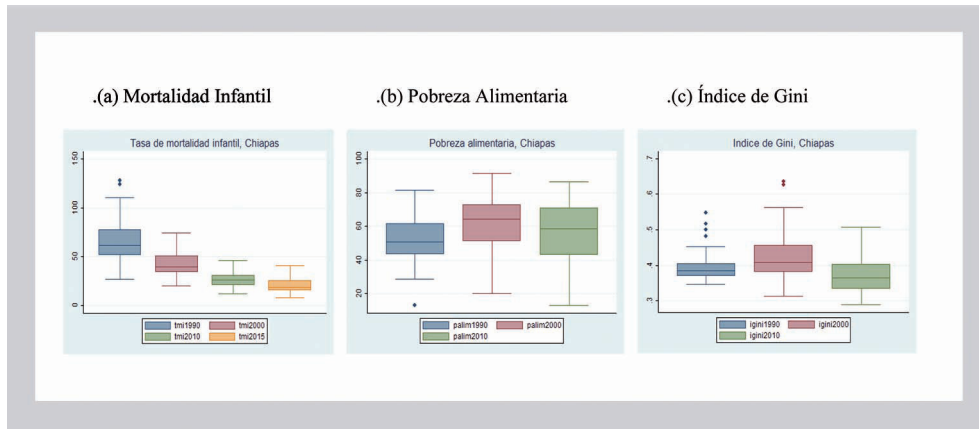 .(a) Mortalidad Infantil
.(b) Pobreza Alimentaria
.(c) Índice de Gini
Tasa de mortalidad infantil, Chiapas
150
100
50
0
tmi1990 tmi2000
tmi2010 tmi2015
Pobreza alimentaria, Chiapas
100
80
60
40
20
palim1990 palim2000
palim2010
Indice de Gini, Chiapas
.7
.6
.5
.4
.3
igini1990 igini2000
igini2010